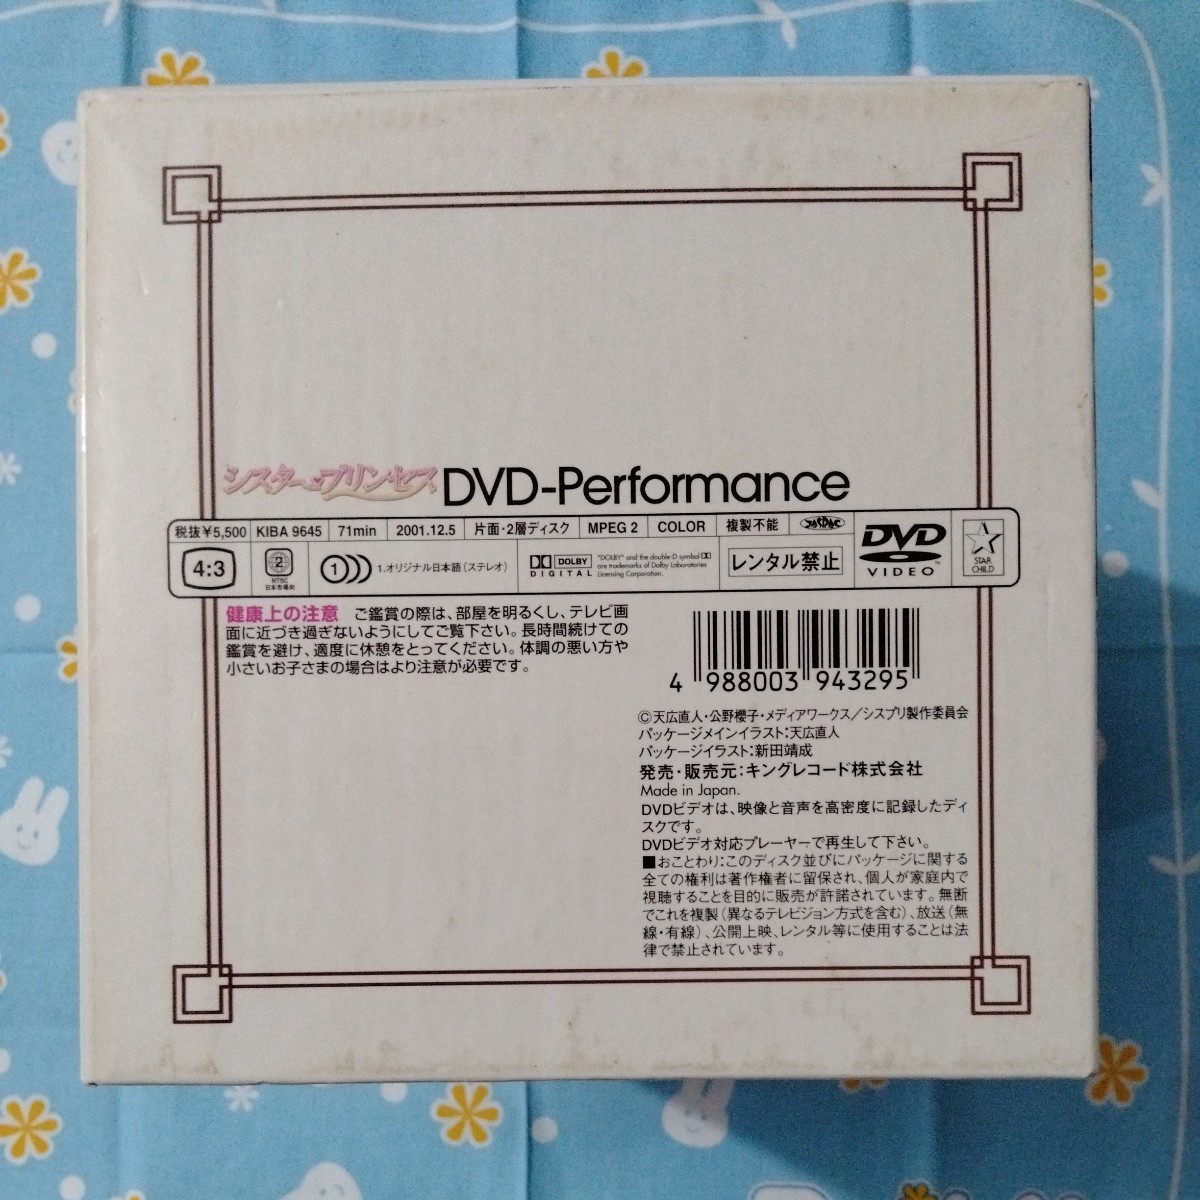 シスター・プリンセス DVD-Performance
税抜¥5,500 KIBA 9645 71min 2001.12.5 片面・2層ディスク MPEG 2 COLOR 複製不能
4:3 2 NTSC 日本市場向 1 1.オリジナル日本語(ステレオ) DOLBY DIGITAL "DOLBY" and the double-D symbol are trademarks of Dolby Laboratories Licensing Corporation. レンタル禁止 DVD VIDEO STAR CHILD
健康上の注意 ご鑑賞の際は、部屋を明るくし、テレビ画
面に近づき過ぎないようにしてご覧下さい。長時間続けての
鑑賞を避け、適度に休憩をとってください。体調の悪い方や
小さいお子さまの場合はより注意が必要です。
4 988003 943295
©天広直人・公野櫻子・メディアワークス/シスプリ製作委員会
パッケージメインイラスト:天広直人
パッケージイラスト:新田靖成
発売・販売元:キングレコード株式会社
Made in Japan.
DVDビデオは、映像と音声を高密度に記録したディ
スクです。
DVDビデオ対応プレーヤーで再生して下さい。
■おことわり:このディスク並びにパッケージに関する
全ての権利は著作権者に留保され、個人が家庭内で
視聴することを目的に販売が許諾されています。無断
でこれを複製(異なるテレビジョン方式を含む)、放送(無
線・有線)、公開上映、レンタル等に使用することは法
律で禁止されています。